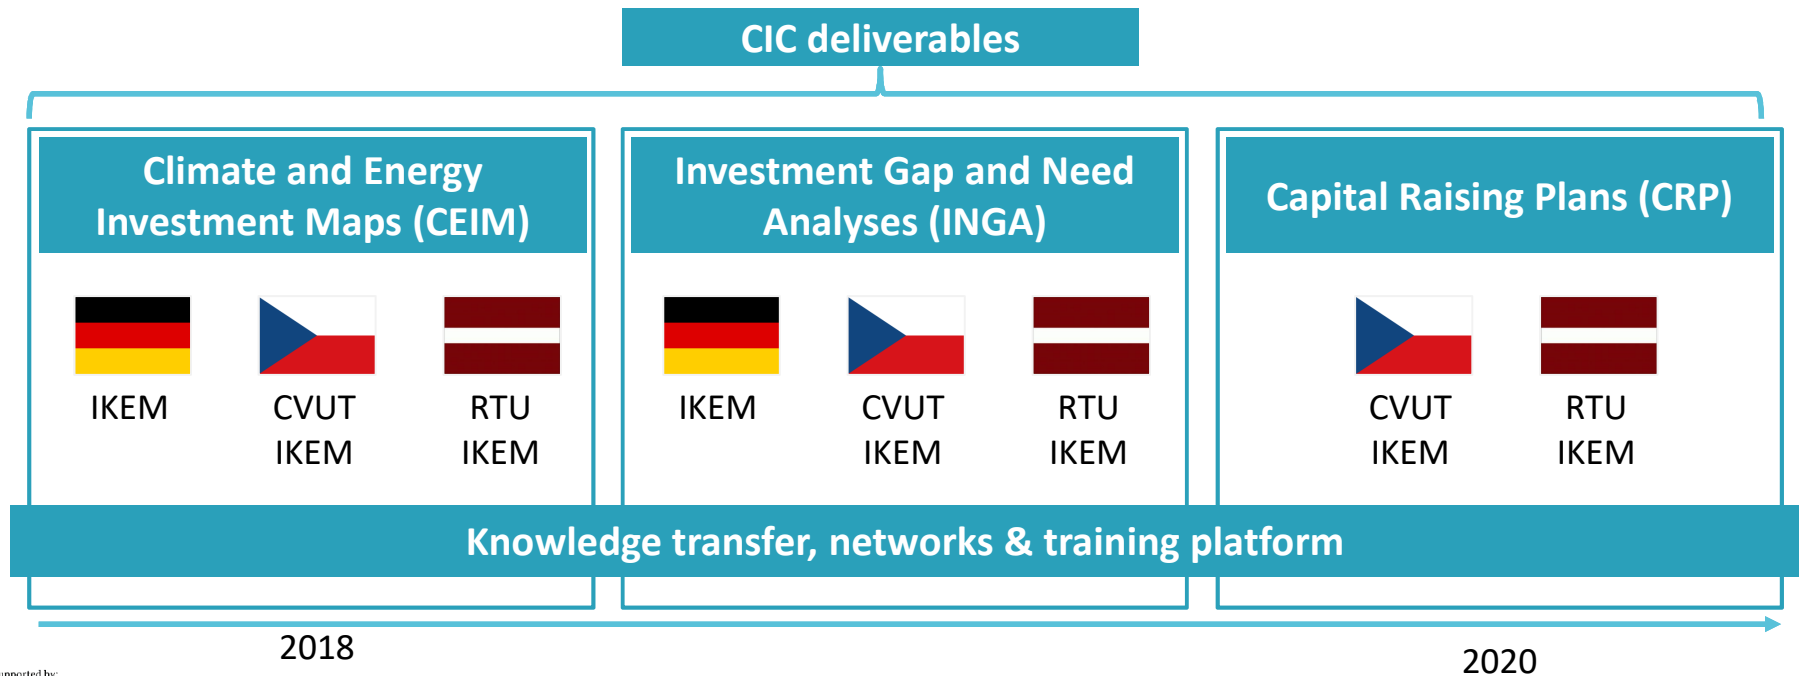 CIC deliverables
Climate and Energy
Investment Maps (CEIM)
Investment Gap and Need
Analyses (INGA)
Capital Raising Plans (CRP)
IKEM
CVUT
IKEM
RTU
IKEM
IKEM
CVUT
IKEM
RTU
IKEM
CVUT
IKEM
RTU
IKEM
Knowledge transfer, networks & training platform
2018
2020
upported by: